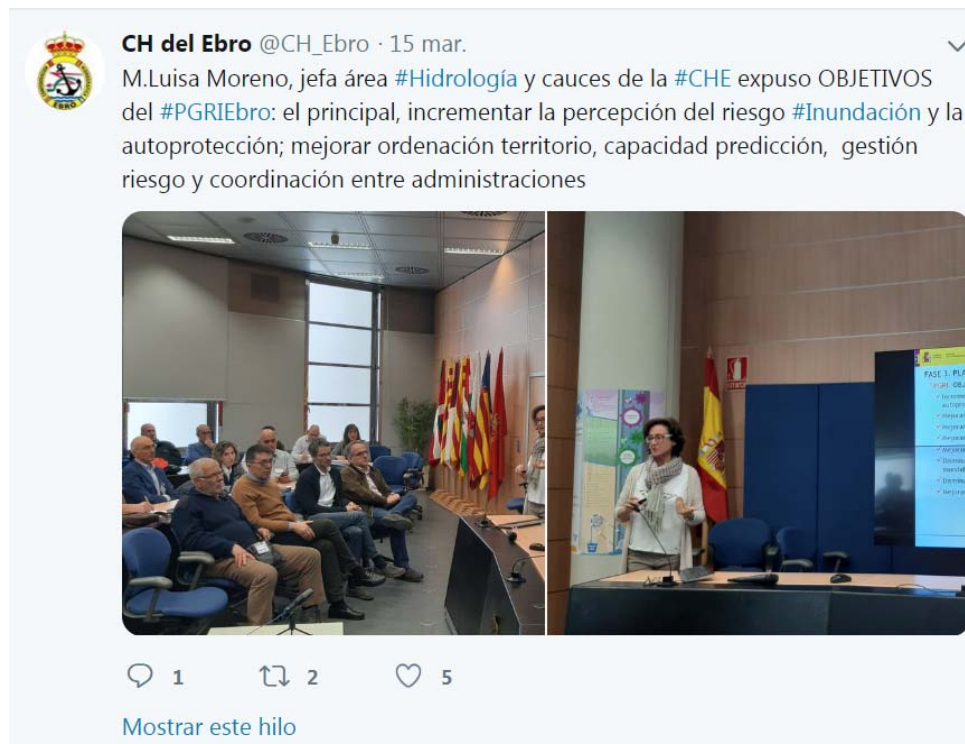 CH del Ebro @CH_Ebro · 15 mar.
M.Luisa Moreno, jefa área #Hidrología y cauces de la #CHE expuso OBJETIVOS
del #PGRIEbro: el principal, incrementar la percepción del riesgo #Inundación y la
autoprotección; mejorar ordenación territorio, capacidad predicción, gestión
riesgo y coordinación entre administraciones
EBRO
FASE 3. PLA
1
2
5
Mostrar este hilo